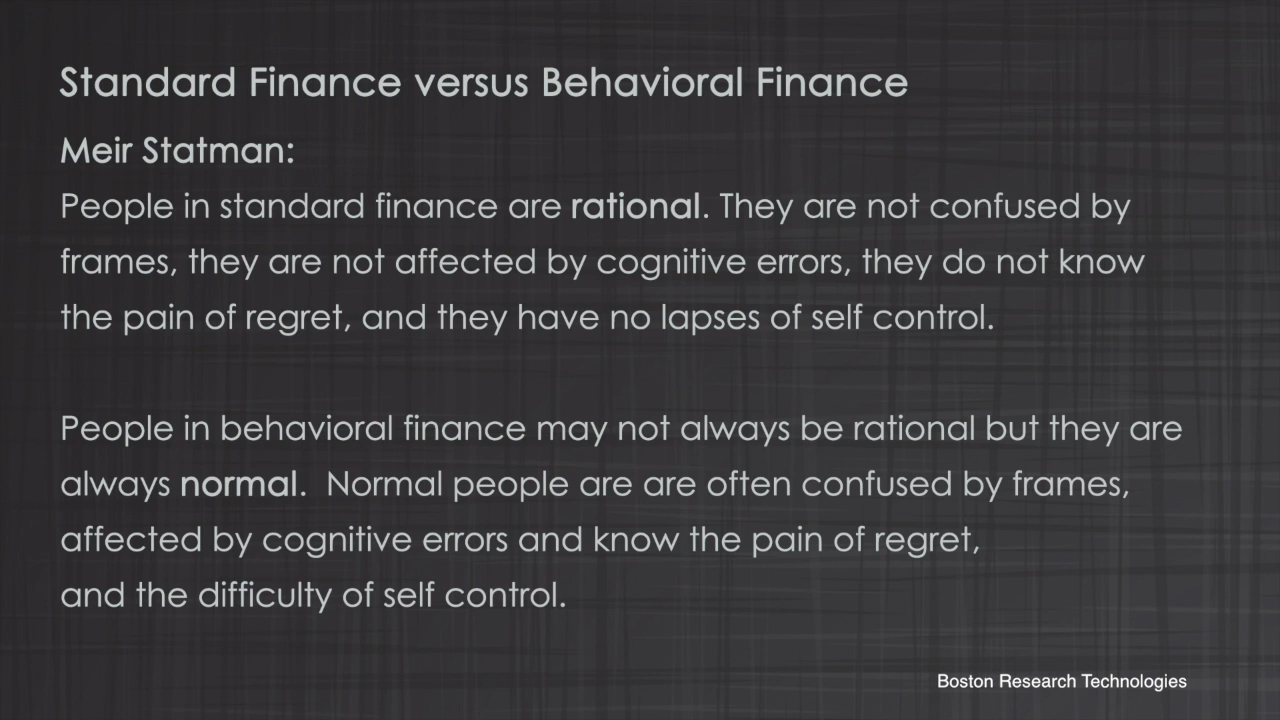 Standard Finance versus Behavioral Finance
Meir Statman:
People in standard finance are rational. They are not confused by
frames, they are not affected by cognitive errors, they do not know
the pain of regret, and they have no lapses of self control.
People in behavioral finance may not always be rational but they are
always normal.  Normal people are are often confused by frames,
affected by cognitive errors and know the pain of regret,
and the difficulty of self control.
Boston Research Technologies